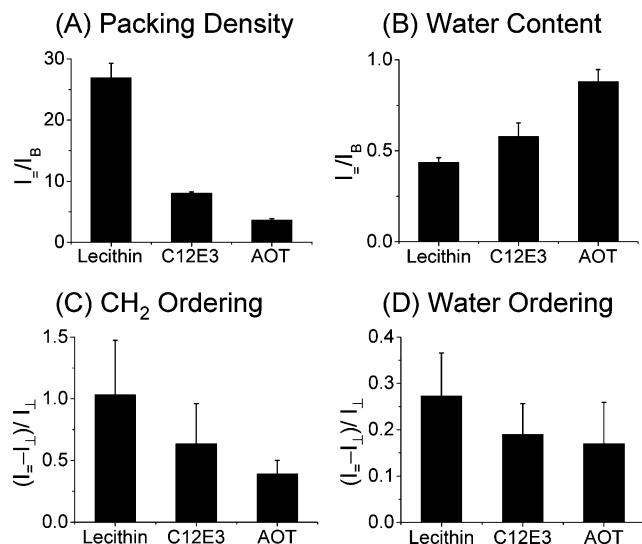 (A) Packing Density
I₌/I_B
30
20
10
0
Lecithin C12E3 AOT
(B) Water Content
I₌/I_B
1.0
0.5
0.0
Lecithin C12E3 AOT
(C) CH₂ Ordering
(I₌–I⊥)/ I⊥
1.5
1.0
0.5
0.0
Lecithin C12E3 AOT
(D) Water Ordering
(I₌–I⊥)/ I⊥
0.4
0.3
0.2
0.1
0.0
Lecithin C12E3 AOT